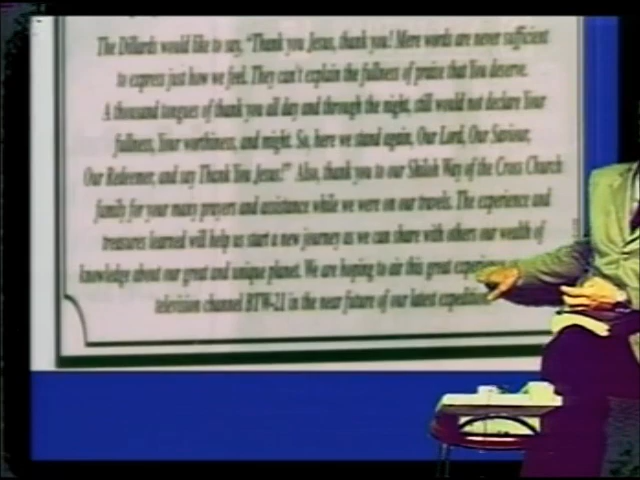 The Dillards would like to say, "Thank you Jesus, thank you! Mere words are never sufficient
to express just how we feel. They can't explain the fullness of praise that You deserve.
A thousand tongues of thank you all day and through the night, still would not declare Your
fullness, Your worthiness, and might. So, here we stand again, Our Lord, Our Saviour,
Our Redeemer, and say Thank You Jesus!" Also, thank you to our Shiloh Way of the Cross Church
family for your many prayers and assistance while we were on our travels. The experience and
treasures learned will help us start a new journey as we can share with others our wealth of
knowledge about our great and unique planet. We are hoping to air this great
television channel BTW-21 in the near future of our latest